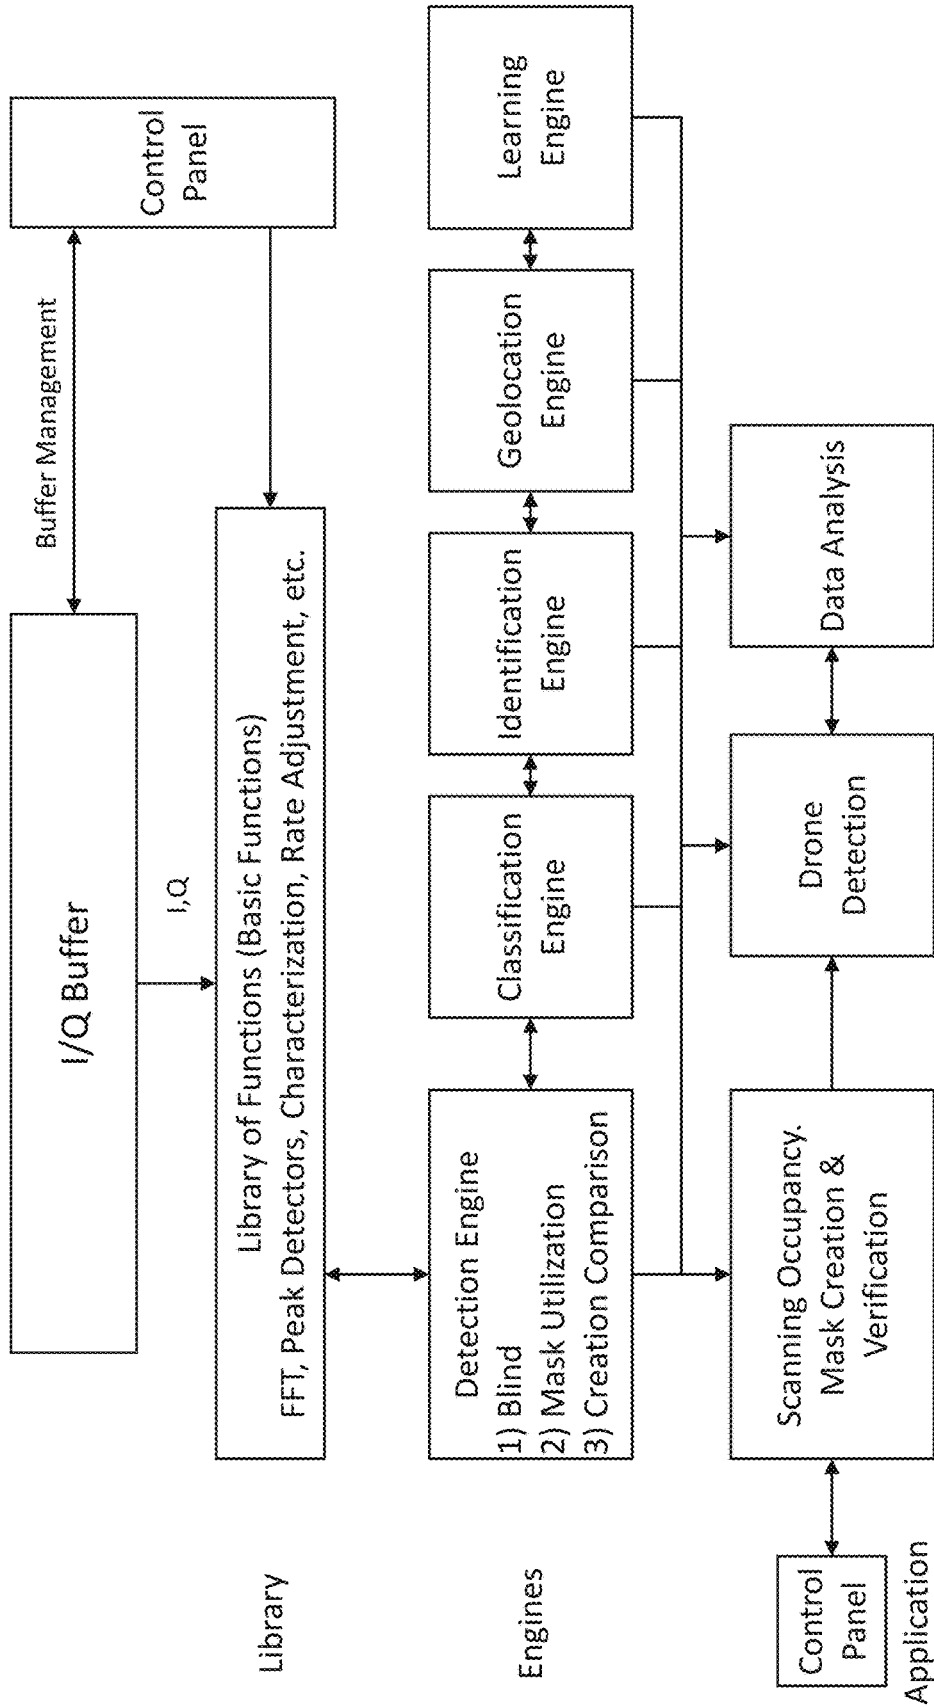 I/Q Buffer
Buffer Management
Control
Panel
I,Q
Library
Library of Functions (Basic Functions)
FFT, Peak Detectors, Characterization, Rate Adjustment, etc.
Engines
Detection Engine
1) Blind
2) Mask Utilization
3) Creation Comparison
Classification
Engine
Identification
Engine
Geolocation
Engine
Learning
Engine
Control
Panel
Application
Scanning Occupancy.
Mask Creation &
Verification
Drone
Detection
Data Analysis